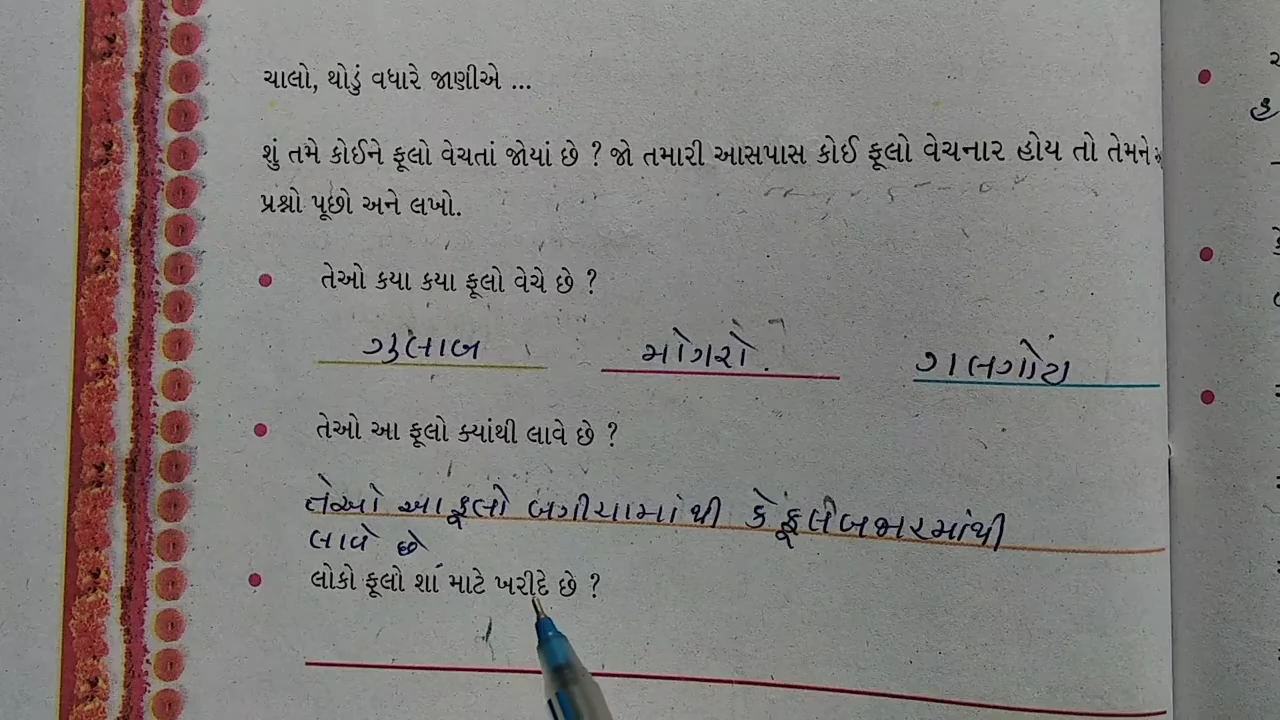 ચાલો, થોડું વધારે જાણીએ ...
શું તમે કોઈને ફૂલો વેચતાં જોયાં છે ? જો તમારી આસપાસ કોઈ ફૂલો વેચનાર હોય તો તેમને
પ્રશ્નો પૂછો અને લખો.
તેઓ કયા કયા ફૂલો વેચે છે ?
ગુલાબ મોગરો. ગલગોટા
તેઓ આ ફૂલો ક્યાંથી લાવે છે ?
તેઓ આ ફૂલો બગીચામાંથી કે ફૂલબજારમાંથી
લાવે છે
લોકો ફૂલો શાં માટે ખરીદે છે ?